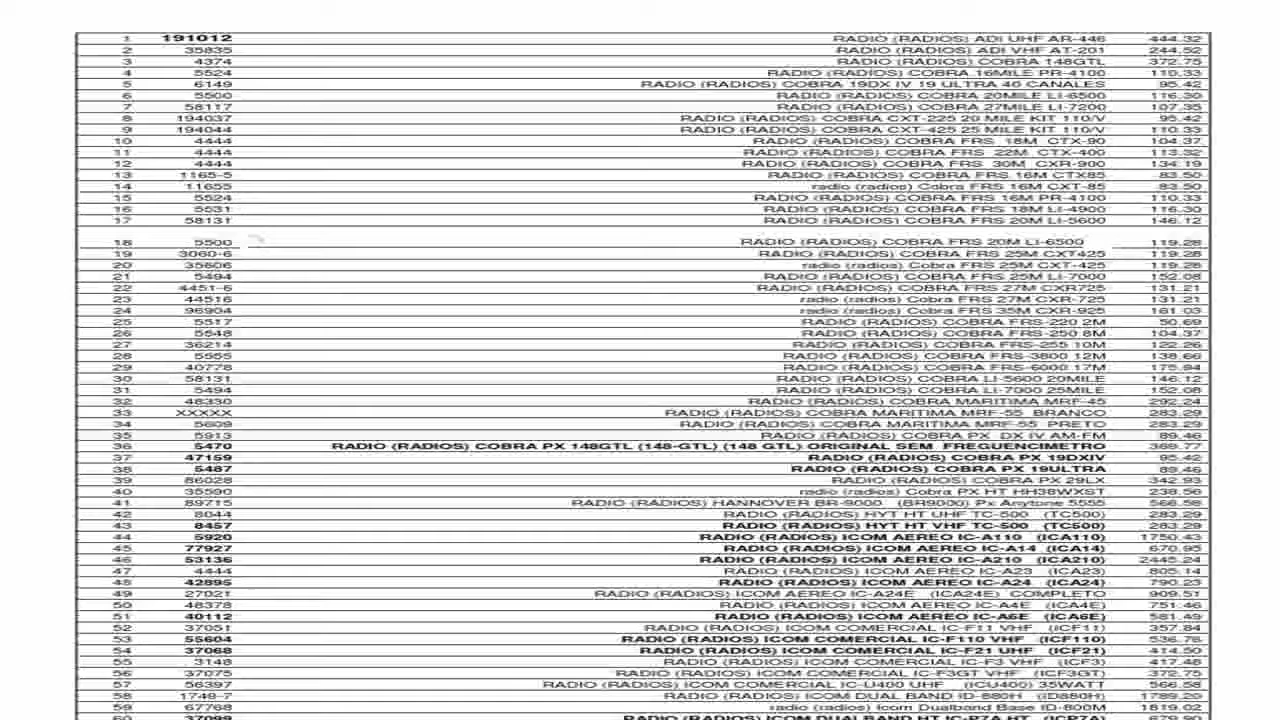 1 191012 RADIO (RADIOS) ADI UHF AR-446 444.32
2 35835 RADIO (RADIOS) ADI VHF AT-201 244.52
3 4374 RADIO (RADIOS) COBRA 148GTL 372.75
4 5524 RADIO (RADIOS) COBRA 16MILE PR-4100 110.33
5 6149 RADIO (RADIOS) COBRA 19DX IV 19 ULTRA 40 CANALES 95.42
6 5500 RADIO (RADIOS) COBRA 20MILE LI-6500 116.30
7 58117 RADIO (RADIOS) COBRA 27MILE LI-7200 107.35
8 194037 RADIO (RADIOS) COBRA CXT-225 20 MILE KIT 110/V 95.42
9 194044 RADIO (RADIOS) COBRA CXT-425 25 MILE KIT 110/V 110.33
10 4444 RADIO (RADIOS) COBRA FRS 18M CTX-90 104.37
11 4444 RADIO (RADIOS) COBRA FRS 22M CTX-400 113.32
12 4444 RADIO (RADIOS) COBRA FRS 30M CXR-900 134.19
13 1165-5 RADIO (RADIOS) COBRA FRS 16M CTX85 83.50
14 11655 radio (radios) Cobra FRS 16M CXT-85 83.50
15 5524 RADIO (RADIOS) COBRA FRS 16M PR-4100 110.33
16 5531 RADIO (RADIOS) COBRA FRS 18M LI-4900 116.30
17 58131 RADIO (RADIOS) COBRA FRS 20M LI-5600 146.12
18 5500 RADIO (RADIOS) COBRA FRS 20M LI-6500 119.28
19 3060-6 RADIO (RADIOS) COBRA FRS 25M CXT425 119.28
20 35606 radio (radios) Cobra FRS 25M CXT-425 119.28
21 5494 RADIO (RADIOS) COBRA FRS 25M LI-7000 152.08
22 4451-6 RADIO (RADIOS) COBRA FRS 27M CXR725 131.21
23 44516 radio (radios) Cobra FRS 27M CXR-725 131.21
24 96904 radio (radios) Cobra FRS 35M CXR-925 161.03
25 5517 RADIO (RADIOS) COBRA FRS-220 2M 50.69
26 5548 RADIO (RADIOS) COBRA FRS-250 8M 104.37
27 36214 RADIO (RADIOS) COBRA FRS-255 10M 122.26
28 5555 RADIO (RADIOS) COBRA FRS-3800 12M 138.66
29 40778 RADIO (RADIOS) COBRA FRS-6000 17M 175.94
30 58131 RADIO (RADIOS) COBRA LI-5600 20MILE 146.12
31 5494 RADIO (RADIOS) COBRA LI-7000 25MILE 152.08
32 48330 RADIO (RADIOS) COBRA MARITIMA MRF-45 292.24
33 XXXXX RADIO (RADIOS) COBRA MARITIMA MRF-55 BRANCO 283.29
34 5609 RADIO (RADIOS) COBRA MARITIMA MRF-55 PRETO 283.29
35 5913 RADIO (RADIOS) COBRA PX DX IV AM-FM 89.46
36 5470 RADIO (RADIOS) COBRA PX 148GTL (148-GTL) (148 GTL) ORIGINAL SEM FREGUENCIMETRO 369.77
37 47159 RADIO (RADIOS) COBRA PX 19DXIV 95.42
38 5487 RADIO (RADIOS) COBRA PX 19ULTRA 89.46
39 86028 RADIO (RADIOS) COBRA PX 29LX 342.93
40 35590 radio (radios) Cobra PX HT HH38WXST 238.56
41 89715 RADIO (RADIOS) HANNOVER BR-9000 (BR9000) Px Anytone 5555 566.58
42 8044 RADIO (RADIOS) HYT HT UHF TC-500 (TC500) 283.29
43 8457 RADIO (RADIOS) HYT HT VHF TC-500 (TC500) 283.29
44 5920 RADIO (RADIOS) ICOM AEREO IC-A110 (ICA110) 1750.43
45 77927 RADIO (RADIOS) ICOM AEREO IC-A14 (ICA14) 670.95
46 53136 RADIO (RADIOS) ICOM AEREO IC-A210 (ICA210) 2445.24
47 4444 RADIO (RADIOS) ICOM AEREO IC-A23 (ICA23) 805.14
48 42895 RADIO (RADIOS) ICOM AEREO IC-A24 (ICA24) 790.23
49 27021 RADIO (RADIOS) ICOM AEREO IC-A24E (ICA24E) COMPLETO 909.51
50 48378 RADIO (RADIOS) ICOM AEREO IC-A4E (ICA4E) 751.46
51 40112 RADIO (RADIOS) ICOM AEREO IC-A6E (ICA6E) 581.49
52 37051 RADIO (RADIOS) ICOM COMERCIAL IC-F11 VHF (ICF11) 357.84
53 55604 RADIO (RADIOS) ICOM COMERCIAL IC-F110 VHF (ICF110) 536.76
54 37068 RADIO (RADIOS) ICOM COMERCIAL IC-F21 UHF (ICF21) 414.50
55 3148 RADIO (RADIOS) ICOM COMERCIAL IC-F3 VHF (ICF3) 417.48
56 37075 RADIO (RADIOS) ICOM COMERCIAL IC-F3GT VHF (ICF3GT) 372.75
57 56397 RADIO (RADIOS) ICOM COMERCIAL IC-U400 UHF (ICU400) 35WATT 566.58
58 1749-7 RADIO (RADIOS) ICOM DUAL BAND ID-880H (ID880H) 1789.20
59 67768 radio (radios) Icom Dualband Base ID-800M 1819.02
60 37099 RADIO (RADIOS) ICOM DUALBAND HT IC-P7A HT (ICP7A) 679.90